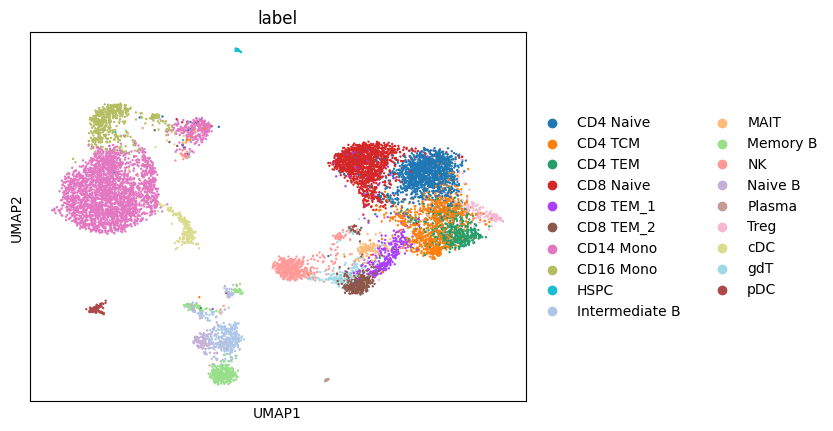 label
UMAP2
UMAP1
CD4 Naive
CD4 TCM
CD4 TEM
CD8 Naive
CD8 TEM_1
CD8 TEM_2
CD14 Mono
CD16 Mono
HSPC
Intermediate B
MAIT
Memory B
NK
Naive B
Plasma
Treg
cDC
gdT
pDC